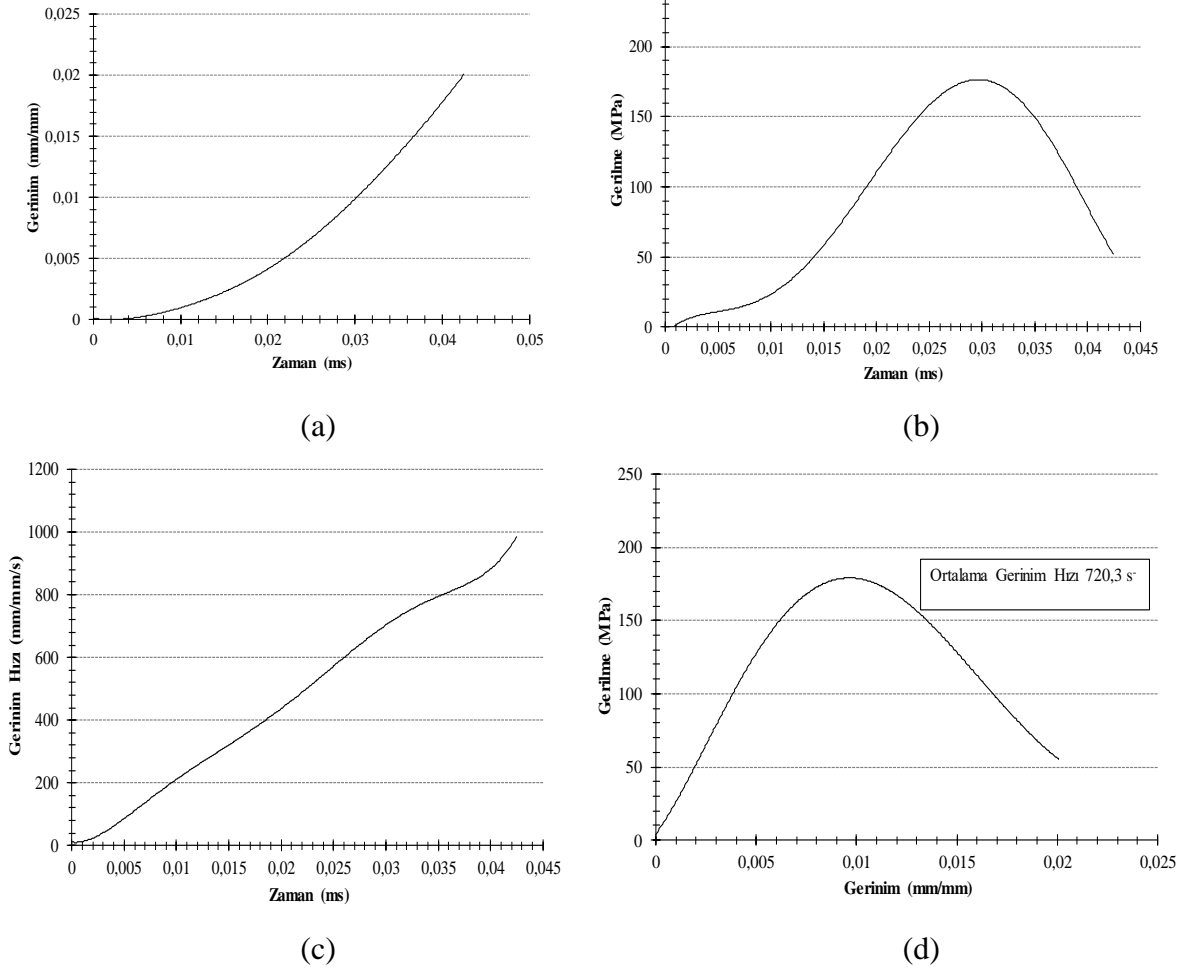 0,025
0,02
0,015
0,01
0,005
0
0 0,01 0,02 0,03 0,04 0,05
Gerinim (mm/mm)
Zaman (ms)
(a)
200
150
100
50
0
0 0,005 0,01 0,015 0,02 0,025 0,03 0,035 0,04 0,045
Gerilme (MPa)
Zaman (ms)
(b)
1200
1000
800
600
400
200
0
0 0,005 0,01 0,015 0,02 0,025 0,03 0,035 0,04 0,045
Gerinim Hızı (mm/mm/s)
Zaman (ms)
(c)
250
200
150
100
50
0
0 0,005 0,01 0,015 0,02 0,025
Gerilme (MPa)
Ortalama Gerinim Hızı 720,3 s-
Gerinim (mm/mm)
(d)